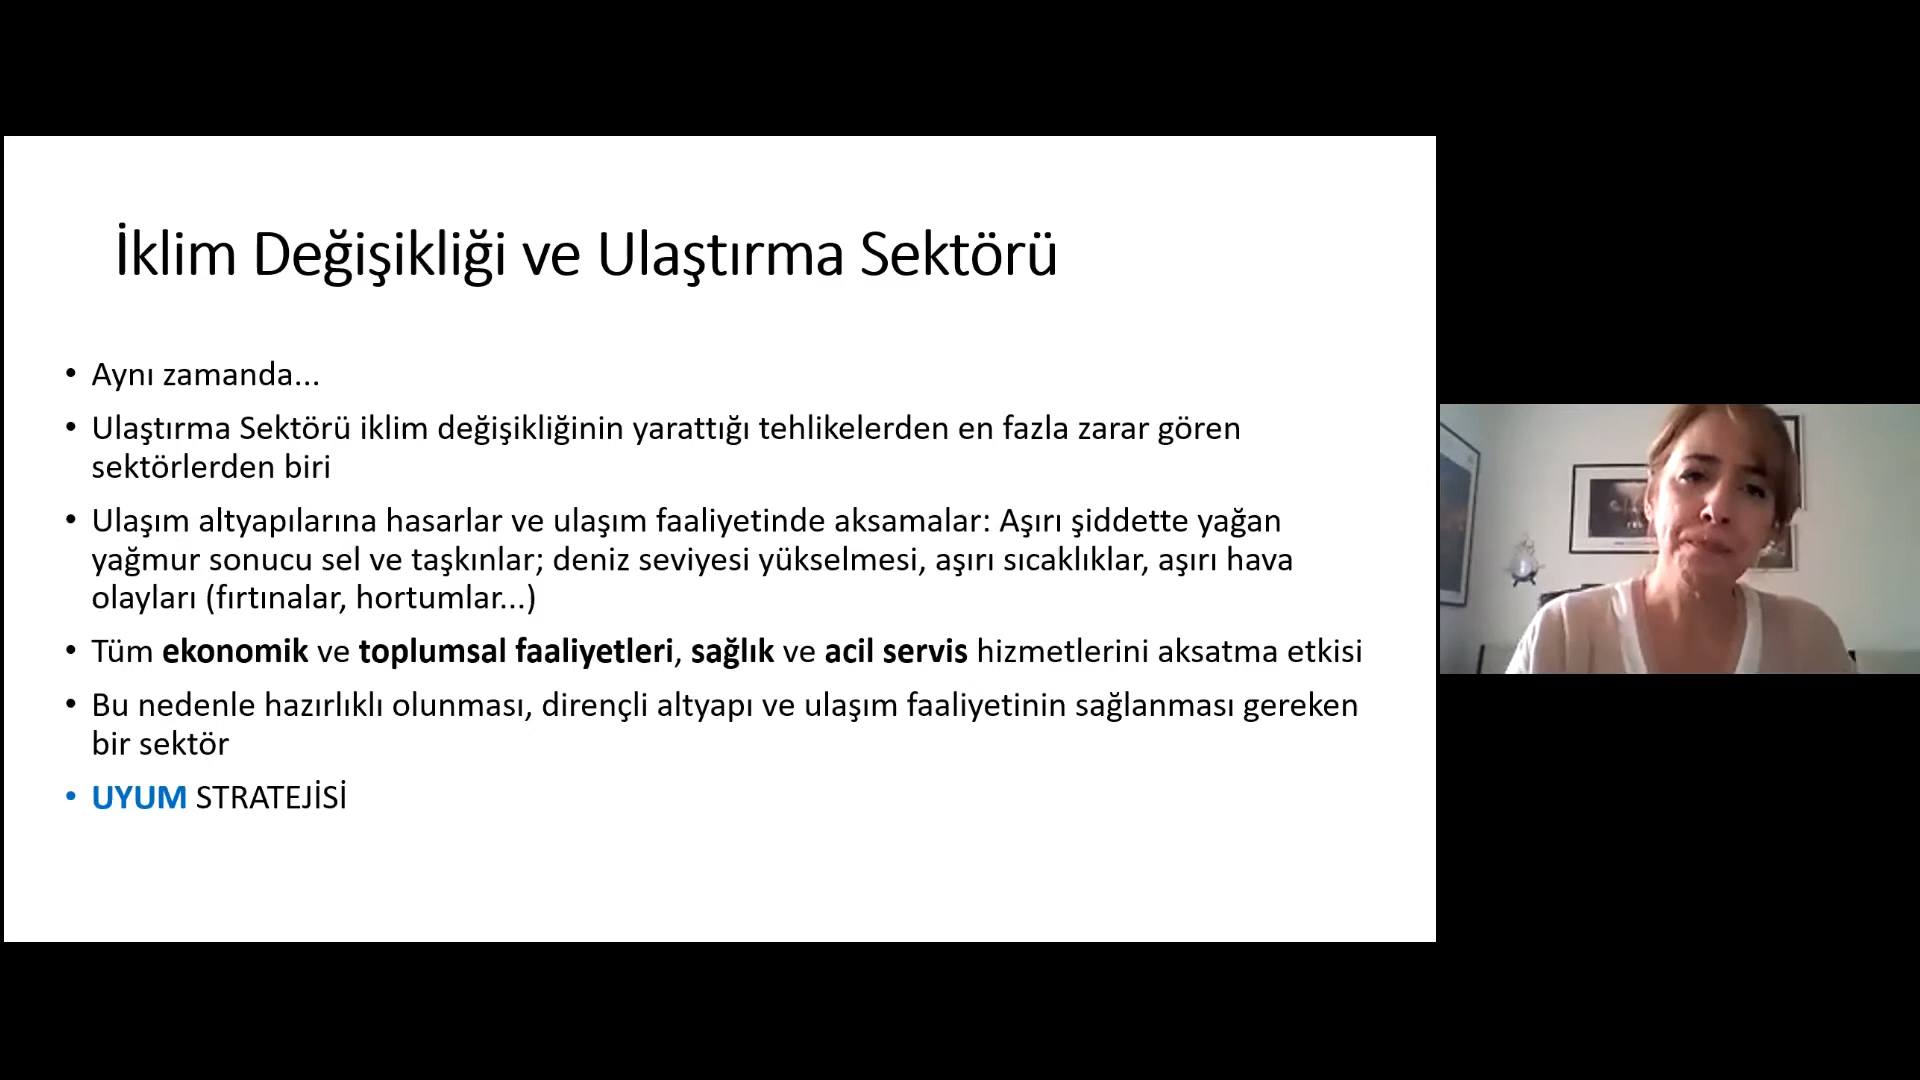 İklim Değişikliği ve Ulaştırma Sektörü
• Aynı zamanda...
• Ulaştırma Sektörü iklim değişikliğinin yarattığı tehlikelerden en fazla zarar gören
sektörlerden biri
• Ulaşım altyapılarına hasarlar ve ulaşım faaliyetinde aksamalar: Aşırı şiddette yağan
yağmur sonucu sel ve taşkınlar; deniz seviyesi yükselmesi, aşırı sıcaklıklar, aşırı hava
olayları (fırtınalar, hortumlar...)
• Tüm ekonomik ve toplumsal faaliyetleri, sağlık ve acil servis hizmetlerini aksatma etkisi
• Bu nedenle hazırlıklı olunması, dirençli altyapı ve ulaşım faaliyetinin sağlanması gereken
bir sektör
• UYUM STRATEJİSİ